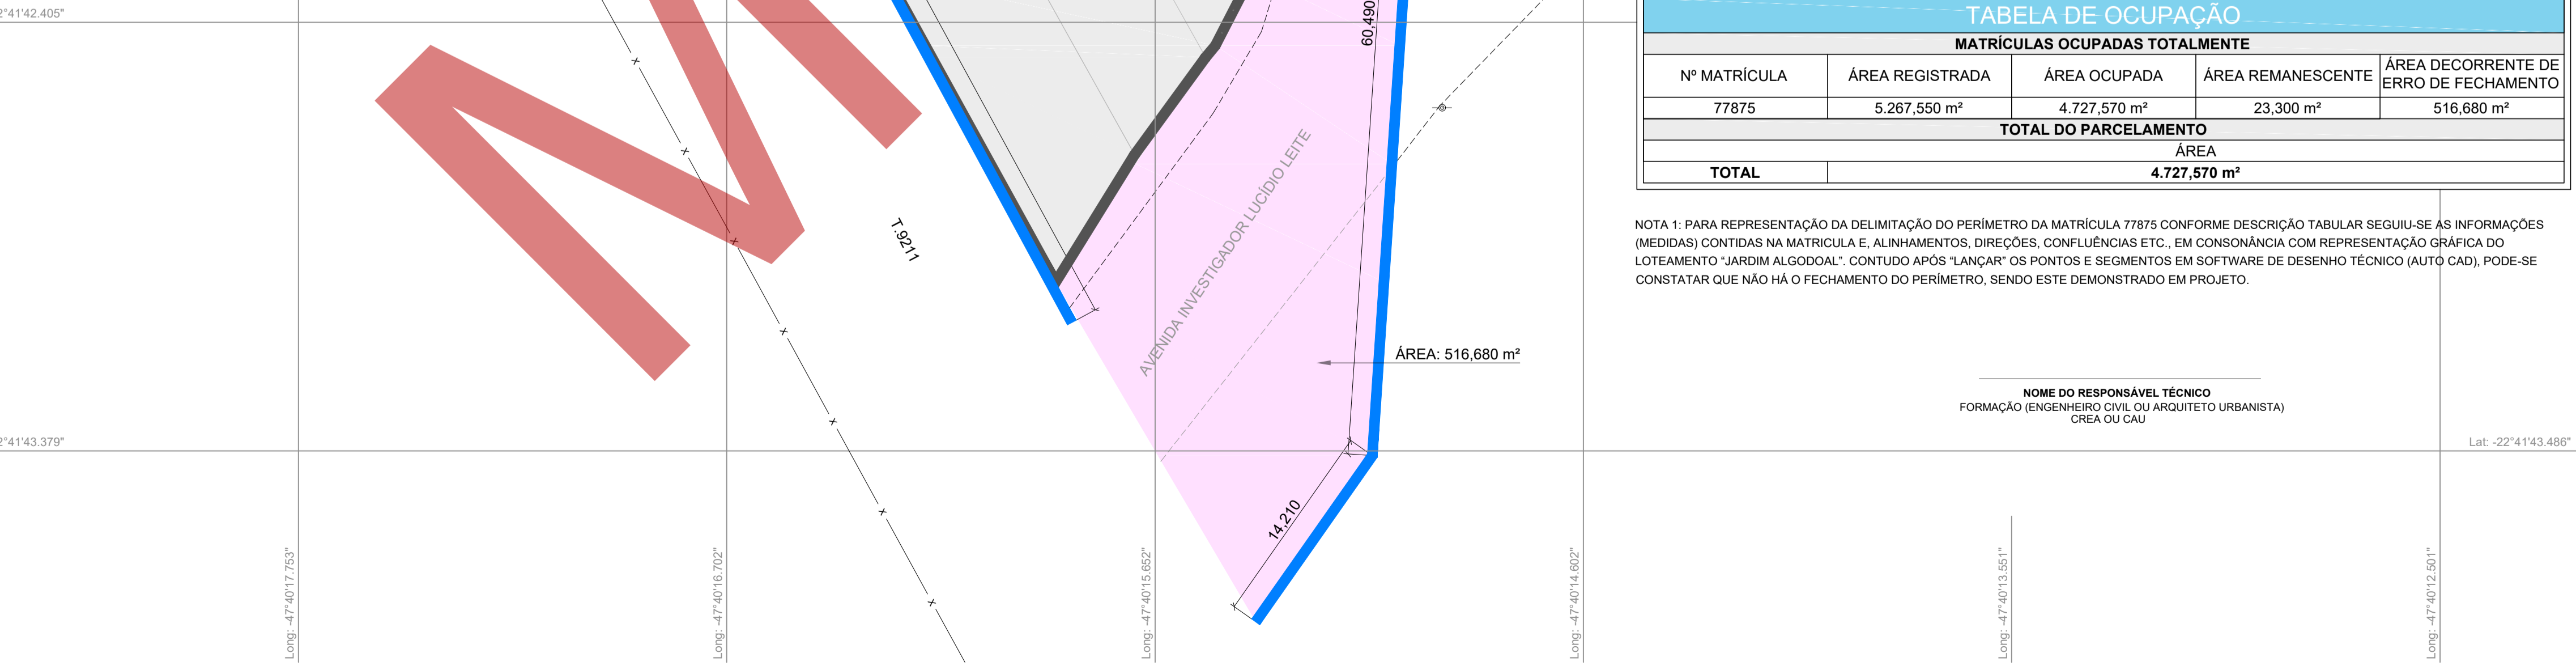 2°41'42.405"
60,490
TABELA DE OCUPAÇÃO
MATRÍCULAS OCUPADAS TOTALMENTE
Nº MATRÍCULA ÁREA REGISTRADA ÁREA OCUPADA ÁREA REMANESCENTE ÁREA DECORRENTE DE
ERRO DE FECHAMENTO
77875 5.267,550 m² 4.727,570 m² 23,300 m² 516,680 m²
TOTAL DO PARCELAMENTO
ÁREA
TOTAL 4.727,570 m²
T.9211
AVENIDA INVESTIGADOR LUCÍDIO LEITE
NOTA 1: PARA REPRESENTAÇÃO DA DELIMITAÇÃO DO PERÍMETRO DA MATRÍCULA 77875 CONFORME DESCRIÇÃO TABULAR SEGUIU-SE AS INFORMAÇÕES
(MEDIDAS) CONTIDAS NA MATRICULA E, ALINHAMENTOS, DIREÇÕES, CONFLUÊNCIAS ETC., EM CONSONÂNCIA COM REPRESENTAÇÃO GRÁFICA DO
LOTEAMENTO “JARDIM ALGODOAL”. CONTUDO APÓS “LANÇAR” OS PONTOS E SEGMENTOS EM SOFTWARE DE DESENHO TÉCNICO (AUTO CAD), PODE-SE
CONSTATAR QUE NÃO HÁ O FECHAMENTO DO PERÍMETRO, SENDO ESTE DEMONSTRADO EM PROJETO.
ÁREA: 516,680 m²
NOME DO RESPONSÁVEL TÉCNICO
FORMAÇÃO (ENGENHEIRO CIVIL OU ARQUITETO URBANISTA)
CREA OU CAU
2°41'43.379"
Lat: -22°41'43.486"
14,210
Long: -47°40'17.753"
Long: -47°40'16.702"
Long: -47°40'15.652"
Long: -47°40'14.602"
Long: -47°40'13.551"
Long: -47°40'12.501"